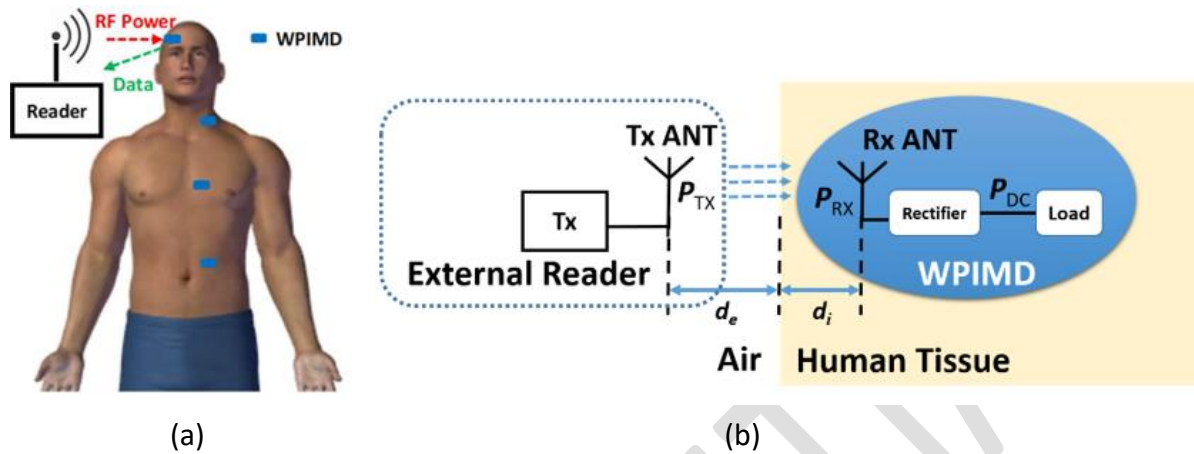 RF Power
WPIMD
Data
Reader
(a)
Tx ANT
Rx ANT
P_TX
P_RX
P_DC
Tx
Rectifier
Load
External Reader
WPIMD
d_e
d_i
Air
Human Tissue
(b)